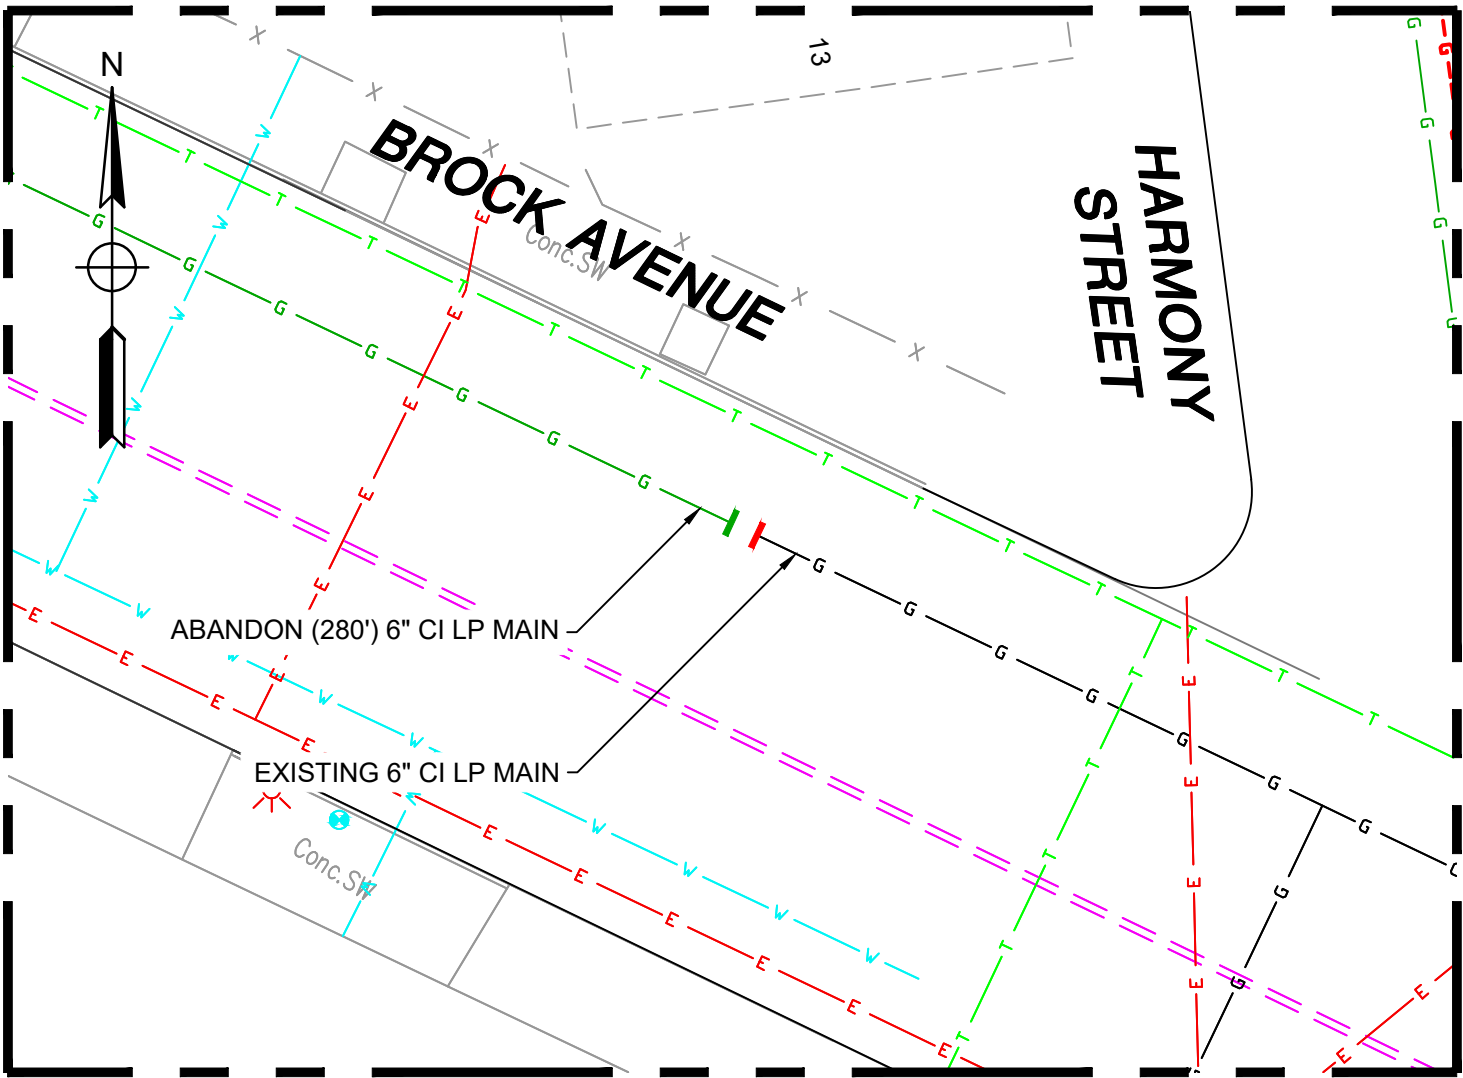 N
13
BROCK AVENUE
HARMONY
STREET
Conc.SW
ABANDON (280') 6" CI LP MAIN
EXISTING 6" CI LP MAIN
Conc.SW
X X X X X X X
T T T T T T T T T T T T T T T
T T T T T
G G G G G G G
G G G G G G G
G G
G G G G
G
W W W W W
W W W W W W W W W
W W
E E E E E E
E E E E E E E E E E
E E E E
E E